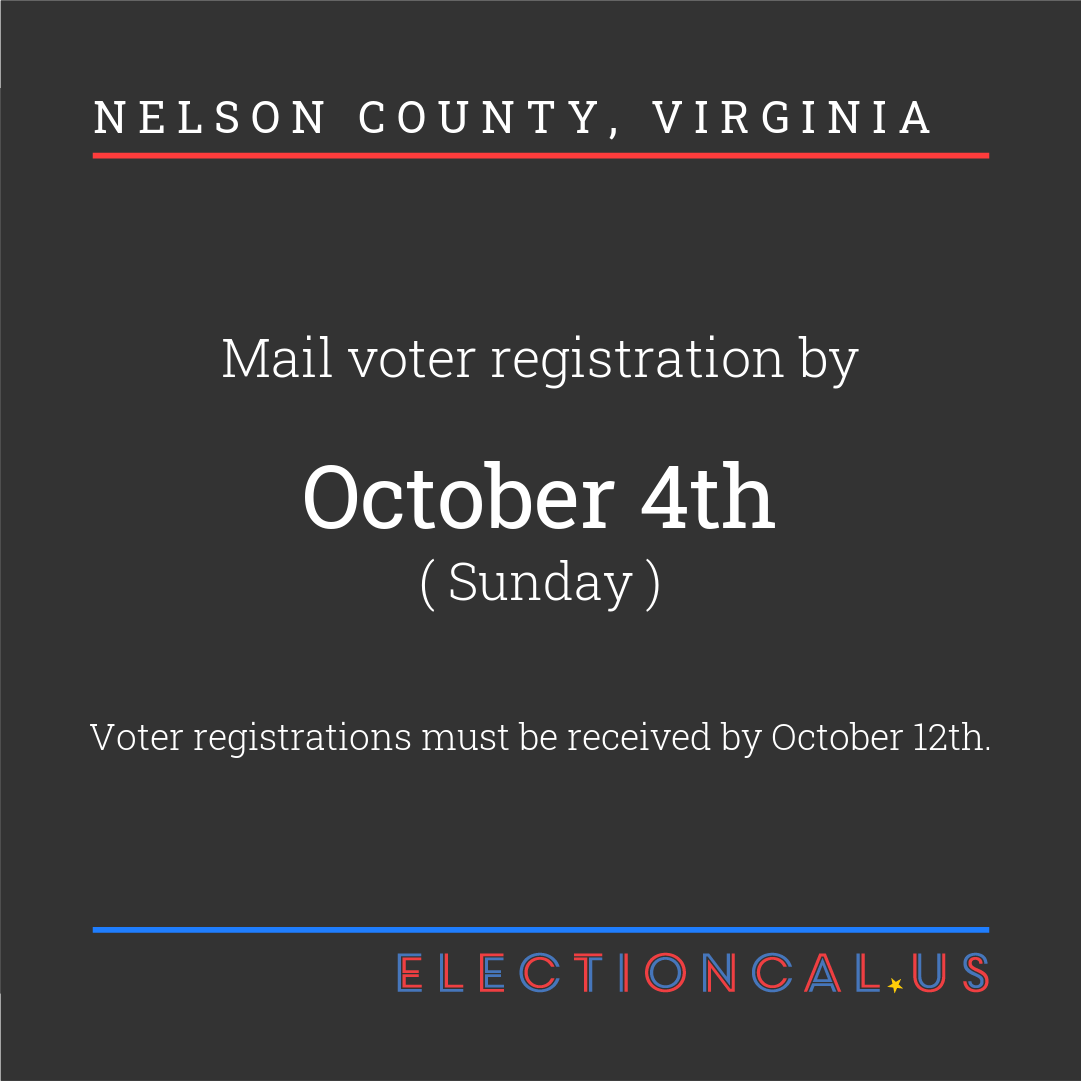 NELSON COUNTY, VIRGINIA
Mail voter registration by
October 4th
( Sunday )
Voter registrations must be received by October 12th.
ELECTIONCAL.US